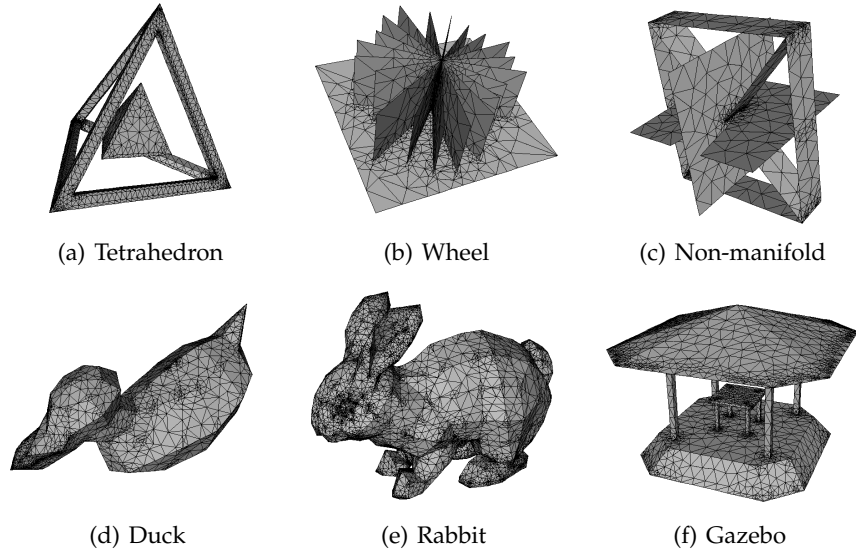 (a) Tetrahedron
(b) Wheel
(c) Non-manifold
(d) Duck
(e) Rabbit
(f) Gazebo